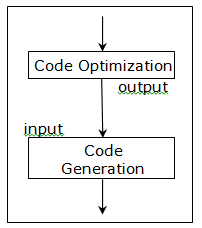 Code Optimization
output
input
Code
Generation